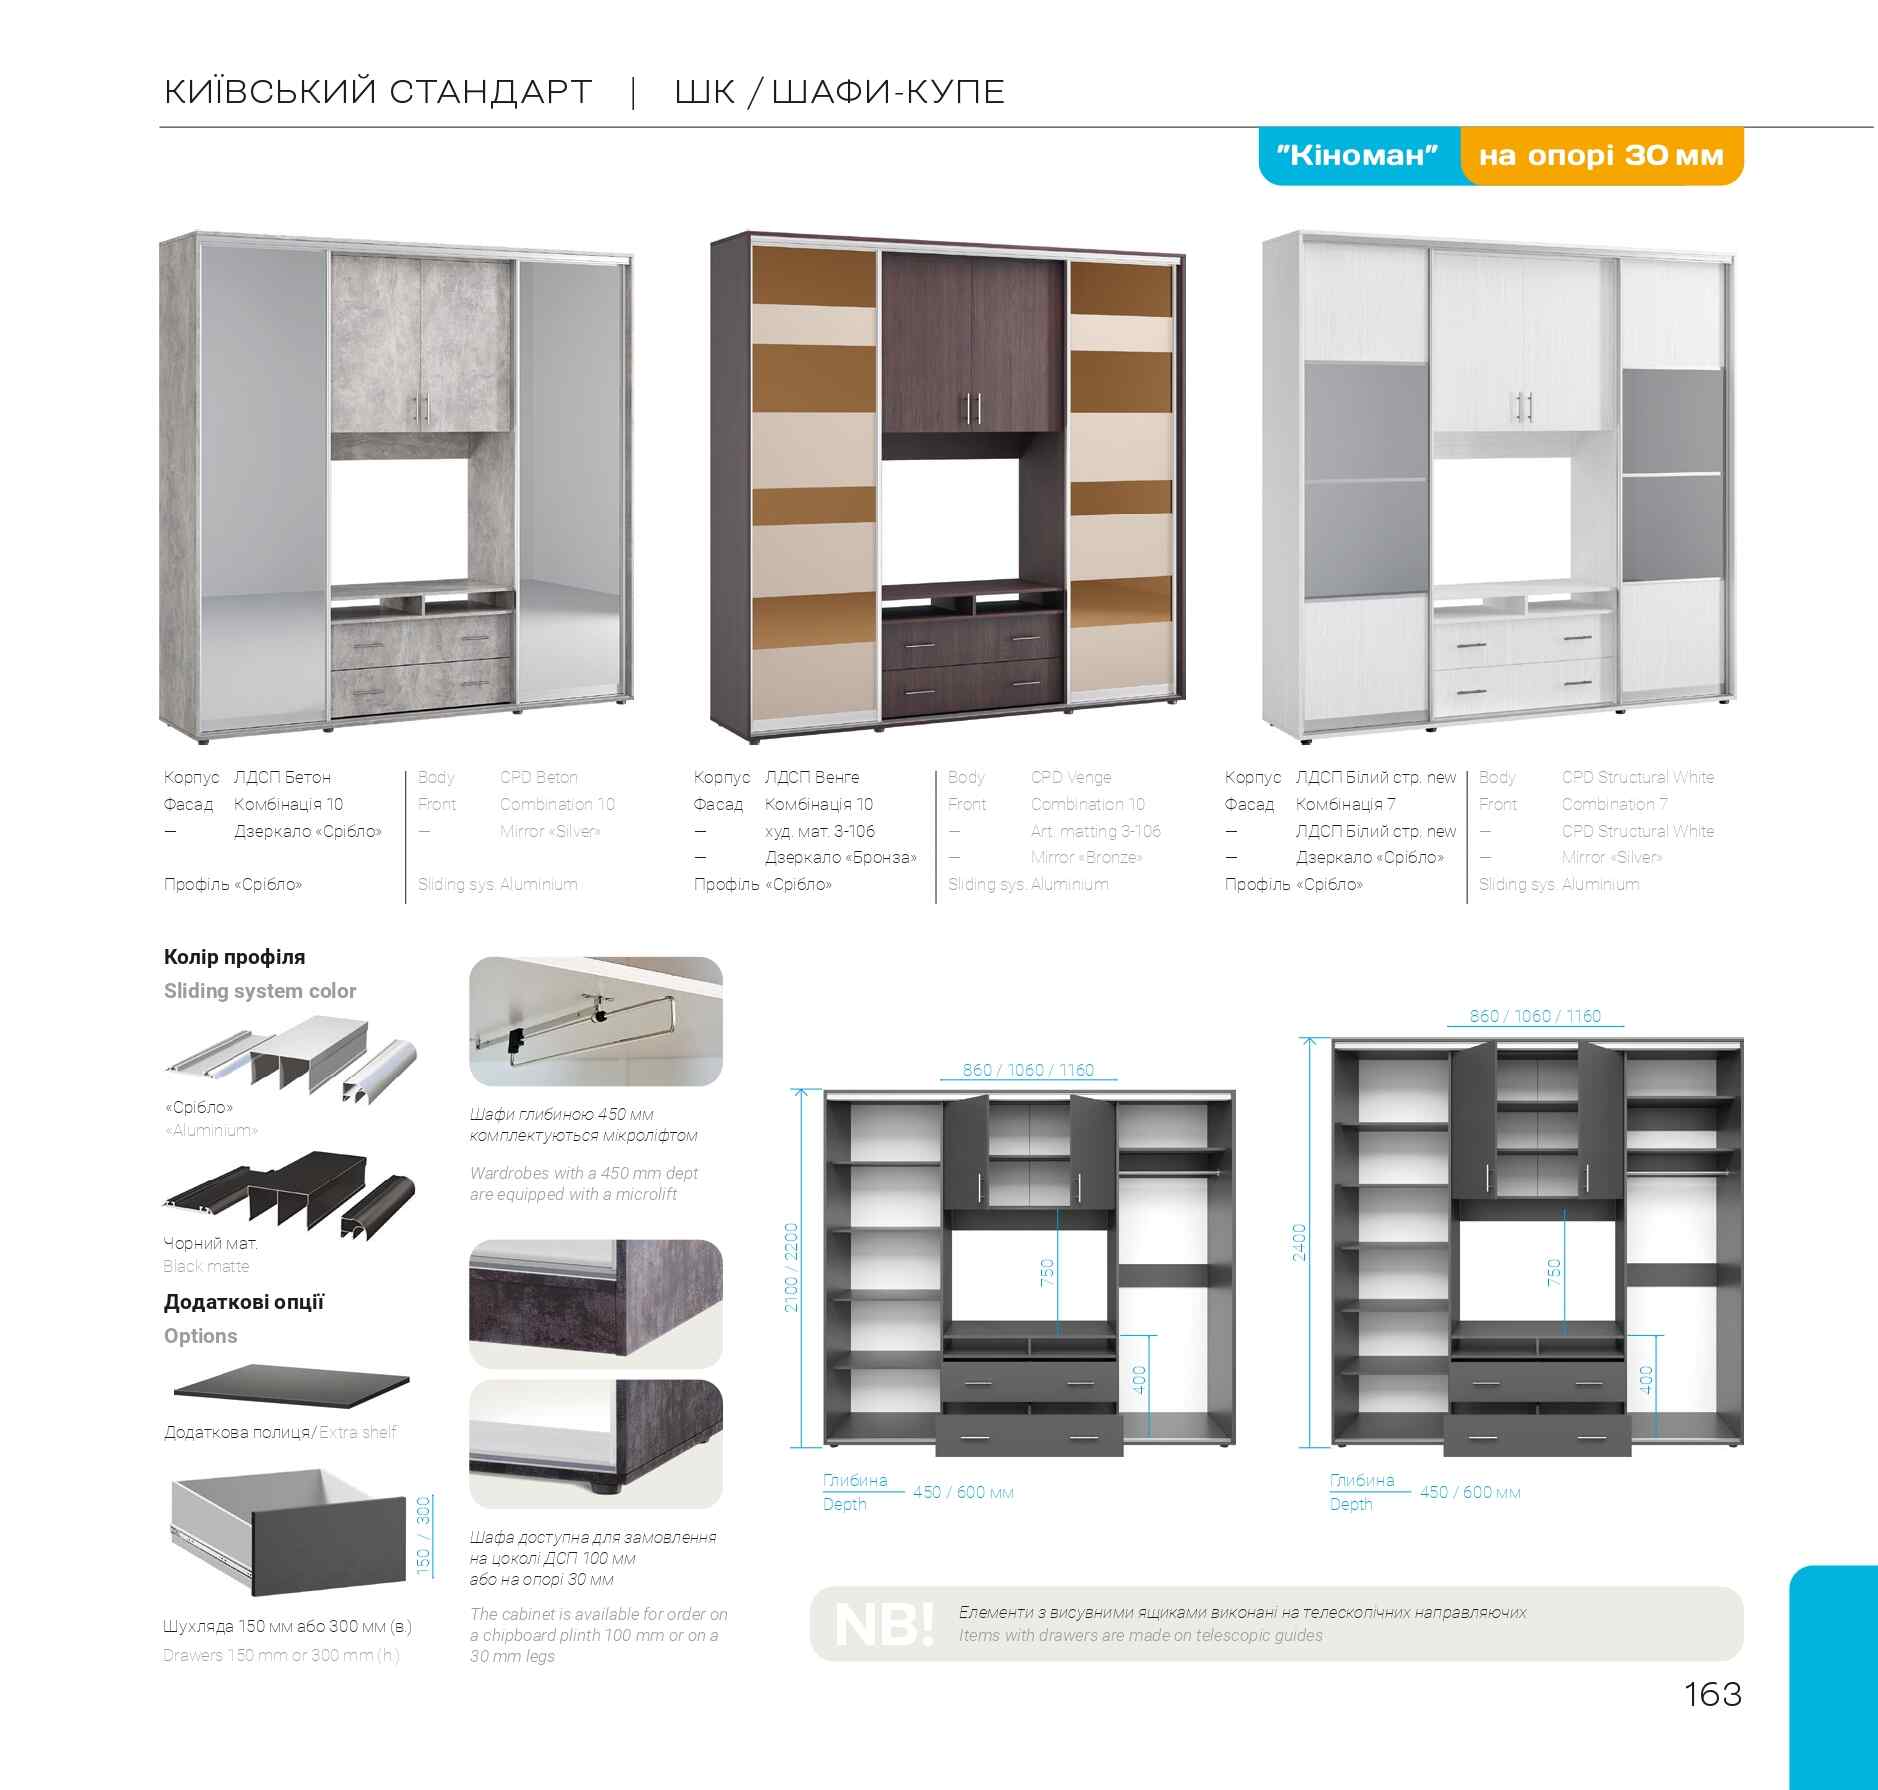 КИЇВСЬКИЙ СТАНДАРТ | ШК / ШАФИ-КУПЕ
"Кіноман" на опорі 30 мм
Корпус ЛДСП Бетон
Фасад Комбінація 10
— Дзеркало «Срібло»
Профіль «Срібло»
Body CPD Beton
Front Combination 10
— Mirror «Silver»
Sliding sys. Aluminium
Корпус ЛДСП Венге
Фасад Комбінація 10
— худ. мат. 3-106
— Дзеркало «Бронза»
Профіль «Срібло»
Body CPD Venge
Front Combination 10
— Art. matting 3-106
— Mirror «Bronze»
Sliding sys. Aluminium
Корпус ЛДСП Білий стр. new
Фасад Комбінація 7
— ЛДСП Білий стр. new
— Дзеркало «Срібло»
Профіль «Срібло»
Body CPD Structural White
Front Combination 7
— CPD Structural White
— Mirror «Silver»
Sliding sys. Aluminium
Колір профіля
Sliding system color
«Срібло»
«Aluminium»
Чорний мат.
Black matte
Додаткові опції
Options
Додаткова полиця/Extra shelf
150 / 300
Шухляда 150 мм або 300 мм (в.)
Drawers 150 mm or 300 mm (h.)
Шафи глибиною 450 мм
комплектуються мікроліфтом
Wardrobes with a 450 mm dept
are equipped with a microlift
Шафа доступна для замовлення
на цоколі ДСП 100 мм
або на опорі 30 мм
The cabinet is available for order on
a chipboard plinth 100 mm or on a
30 mm legs
860 / 1060 / 1160
2100 / 2200
750
400
Глибина
Depth
450 / 600 мм
860 / 1060 / 1160
2400
750
400
Глибина
Depth
450 / 600 мм
NB!
Елементи з висувними ящиками виконані на телескопічних направляючих
Items with drawers are made on telescopic guides
163